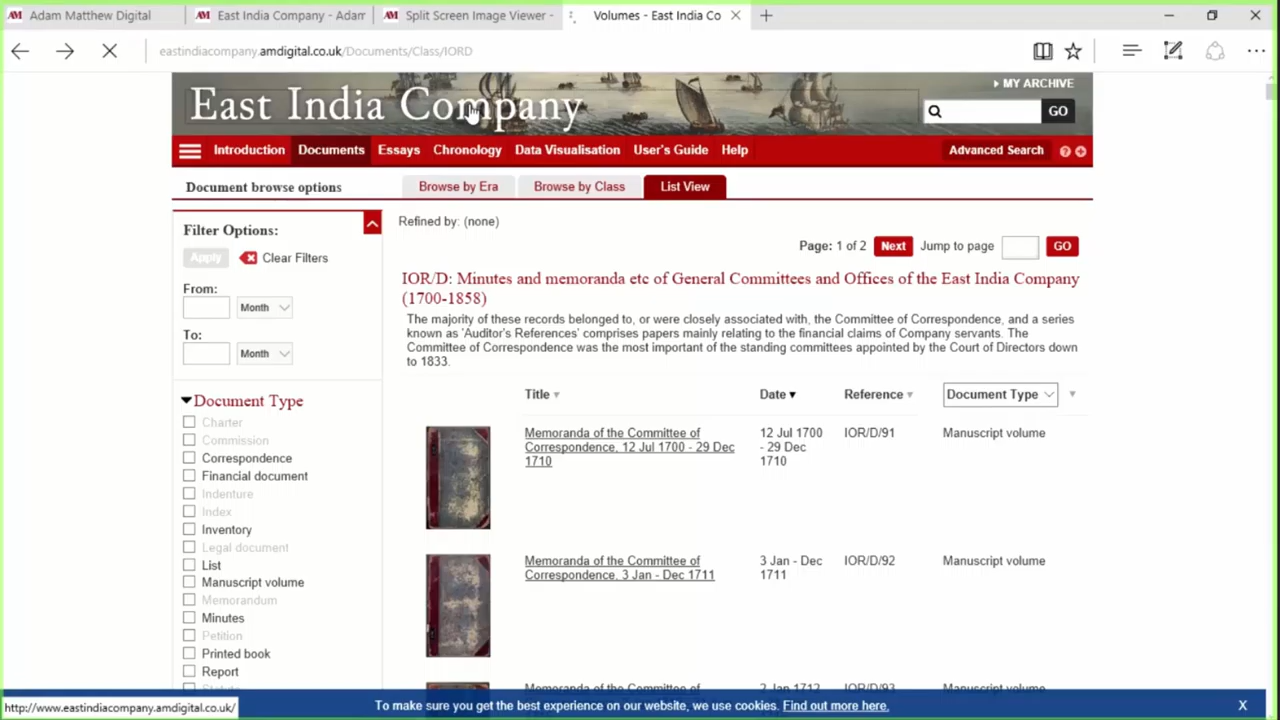 Adam Matthew Digital
East India Company - Adam
Split Screen Image Viewer -
Volumes - East India Co
eastindiacompany.amdigital.co.uk/Documents/Class/IORD
East India Company
MY ARCHIVE
GO
Introduction Documents Essays Chronology Data Visualisation User's Guide Help Advanced Search
Document browse options
Browse by Era Browse by Class List View
Filter Options:
Apply Clear Filters
From:
Month
To:
Month
Document Type
Charter
Commission
Correspondence
Financial document
Indenture
Index
Inventory
Legal document
List
Manuscript volume
Memorandum
Minutes
Petition
Printed book
Report
Refined by: (none)
Page: 1 of 2 Next Jump to page GO
IOR/D: Minutes and memoranda etc of General Committees and Offices of the East India Company
(1700-1858)
The majority of these records belonged to, or were closely associated with, the Committee of Correspondence, and a series
known as 'Auditor's References' comprises papers mainly relating to the financial claims of Company servants. The
Committee of Correspondence was the most important of the standing committees appointed by the Court of Directors down
to 1833.
Title Date Reference Document Type
Memoranda of the Committee of
Correspondence, 12 Jul 1700 - 29 Dec
1710
12 Jul 1700
- 29 Dec
1710
IOR/D/91
Manuscript volume
Memoranda of the Committee of
Correspondence, 3 Jan - Dec 1711
3 Jan - Dec
1711
IOR/D/92
Manuscript volume
Memoranda of the Committee of
2 Jan 1712
IOR/D/93
Manuscript volume
http://www.eastindiacompany.amdigital.co.uk/
To make sure you get the best experience on our website, we use cookies. Find out more here.
X